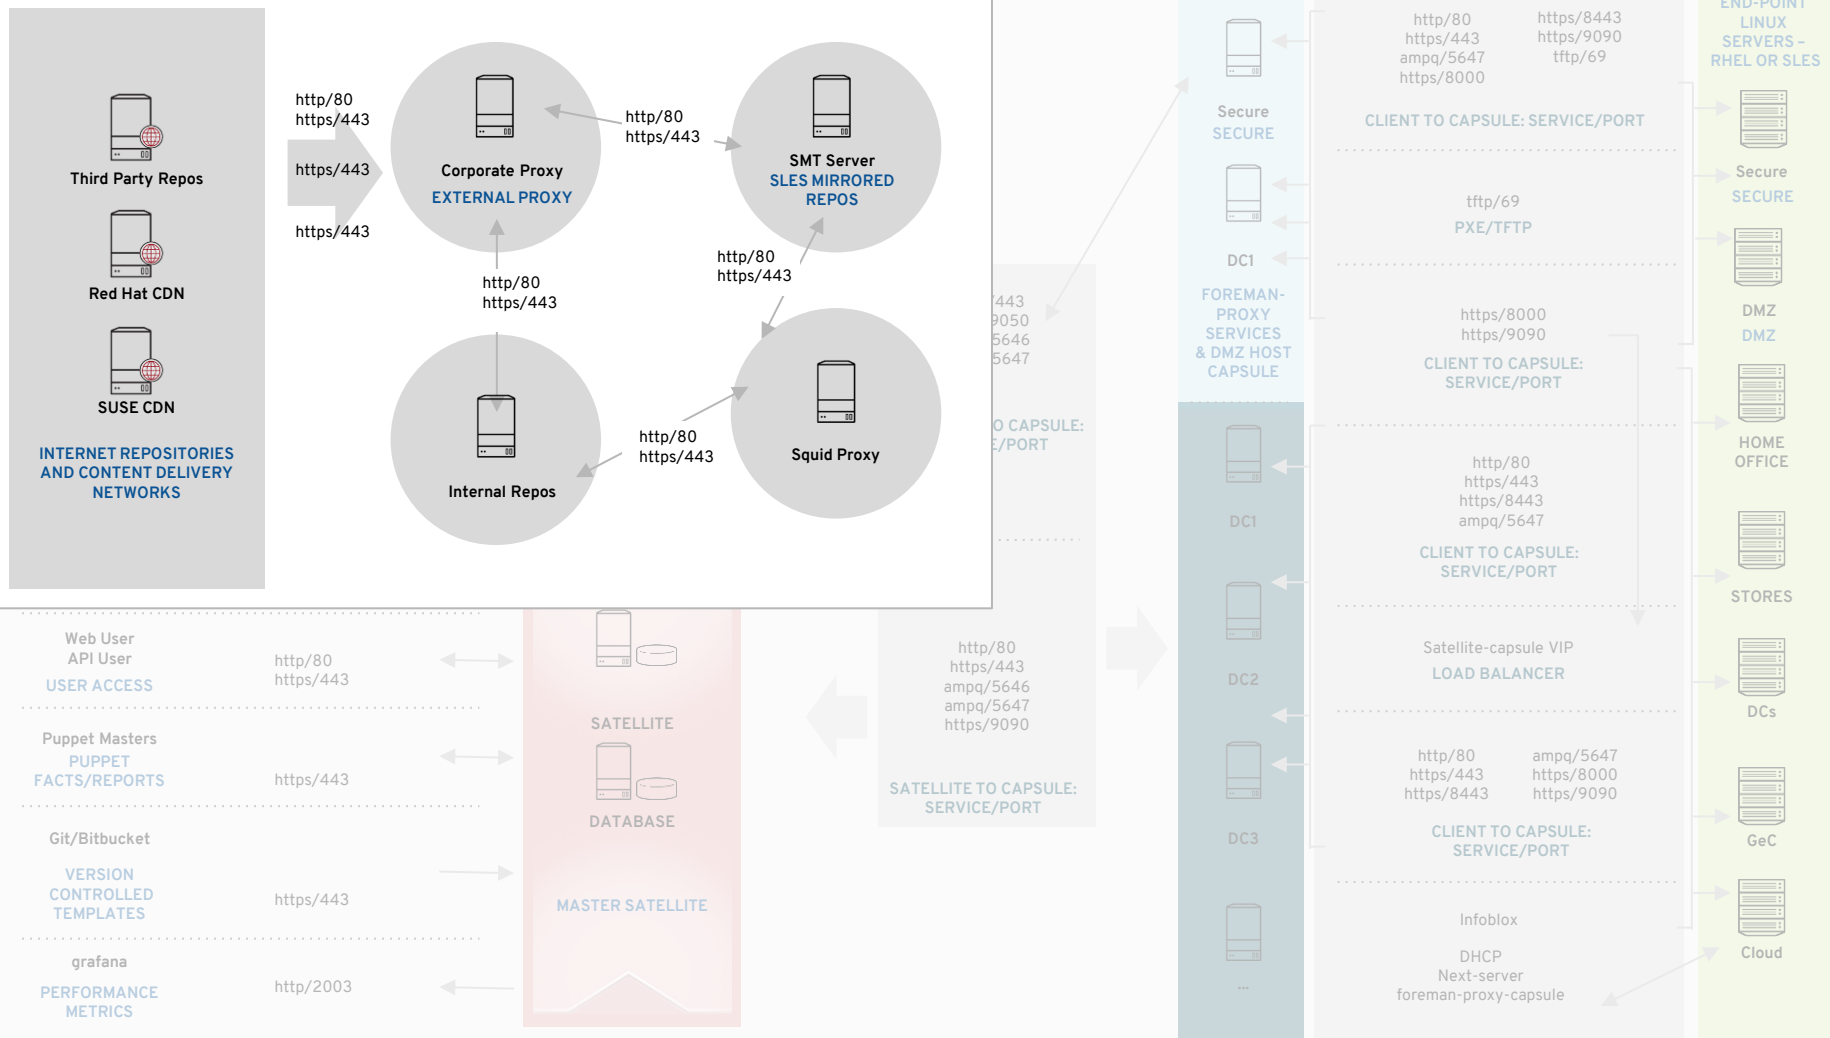 Third Party Repos
Red Hat CDN
SUSE CDN
INTERNET REPOSITORIES
AND CONTENT DELIVERY
NETWORKS
http/80
https/443
https/443
https/443
Corporate Proxy
EXTERNAL PROXY
http/80
https/443
SMT Server
SLES MIRRORED
REPOS
http/80
https/443
http/80
https/443
Internal Repos
http/80
https/443
Squid Proxy
Web User
API User
USER ACCESS
http/80
https/443
Puppet Masters
PUPPET
FACTS/REPORTS
https/443
Git/Bitbucket
VERSION
CONTROLLED
TEMPLATES
https/443
grafana
PERFORMANCE
METRICS
http/2003
SATELLITE
DATABASE
MASTER SATELLITE
/443
9050
5646
5647
O CAPSULE:
E/PORT
http/80
https/443
ampq/5646
ampq/5647
https/9090
SATELLITE TO CAPSULE:
SERVICE/PORT
Secure
SECURE
DC1
FOREMAN-
PROXY
SERVICES
& DMZ HOST
CAPSULE
DC1
DC2
DC3
...
http/80
https/443
ampq/5647
https/8000
https/8443
https/9090
tftp/69
CLIENT TO CAPSULE: SERVICE/PORT
tftp/69
PXE/TFTP
https/8000
https/9090
CLIENT TO CAPSULE:
SERVICE/PORT
http/80
https/443
https/8443
ampq/5647
CLIENT TO CAPSULE:
SERVICE/PORT
Satellite-capsule VIP
LOAD BALANCER
http/80
https/443
https/8443
ampq/5647
https/8000
https/9090
CLIENT TO CAPSULE:
SERVICE/PORT
Infoblox
DHCP
Next-server
foreman-proxy-capsule
END-POINT
LINUX
SERVERS –
RHEL OR SLES
Secure
SECURE
DMZ
DMZ
HOME
OFFICE
STORES
DCs
GeC
Cloud